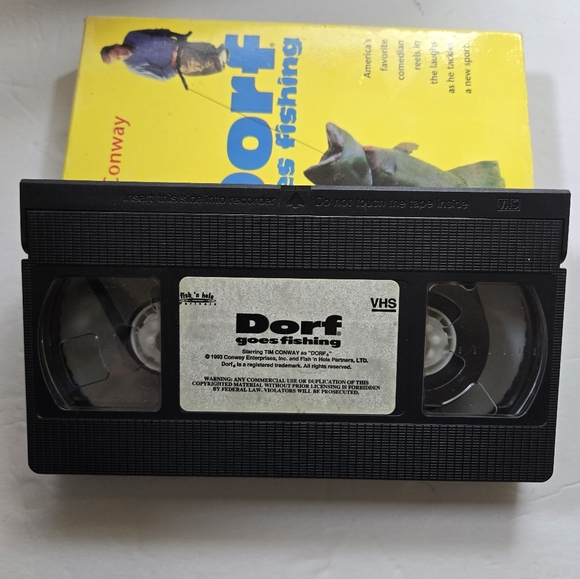 Conway
Dorf®
goes fishing
America's
favorite
comedian
reels in
the laughs
as he tackles
a new sport.
Insert this side into recorder
Do not touch the tape inside
VHS
fish 'n hole
VHS
Dorf®
goes fishing
Starring TIM CONWAY as "DORF®"
© 1993 Conway Enterprises, Inc. and Fish 'n Hole Partners, LTD.
Dorf® is a registered trademark. All rights reserved.
WARNING: ANY COMMERCIAL USE OR DUPLICATION OF THIS
COPYRIGHTED MATERIAL WITHOUT PRIOR LICENSING IS FORBIDDEN
BY FEDERAL LAW. VIOLATORS WILL BE PROSECUTED.